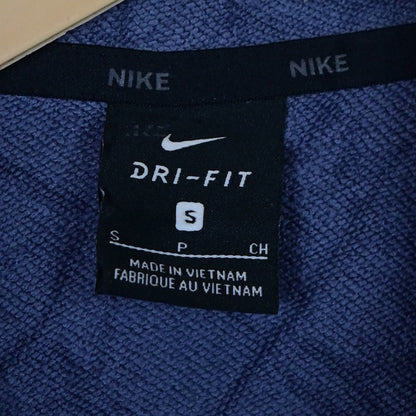 NIKE NIKE
DRI-FIT
S
S P CH
MADE IN VIETNAM
FABRIQUE AU VIETNAM